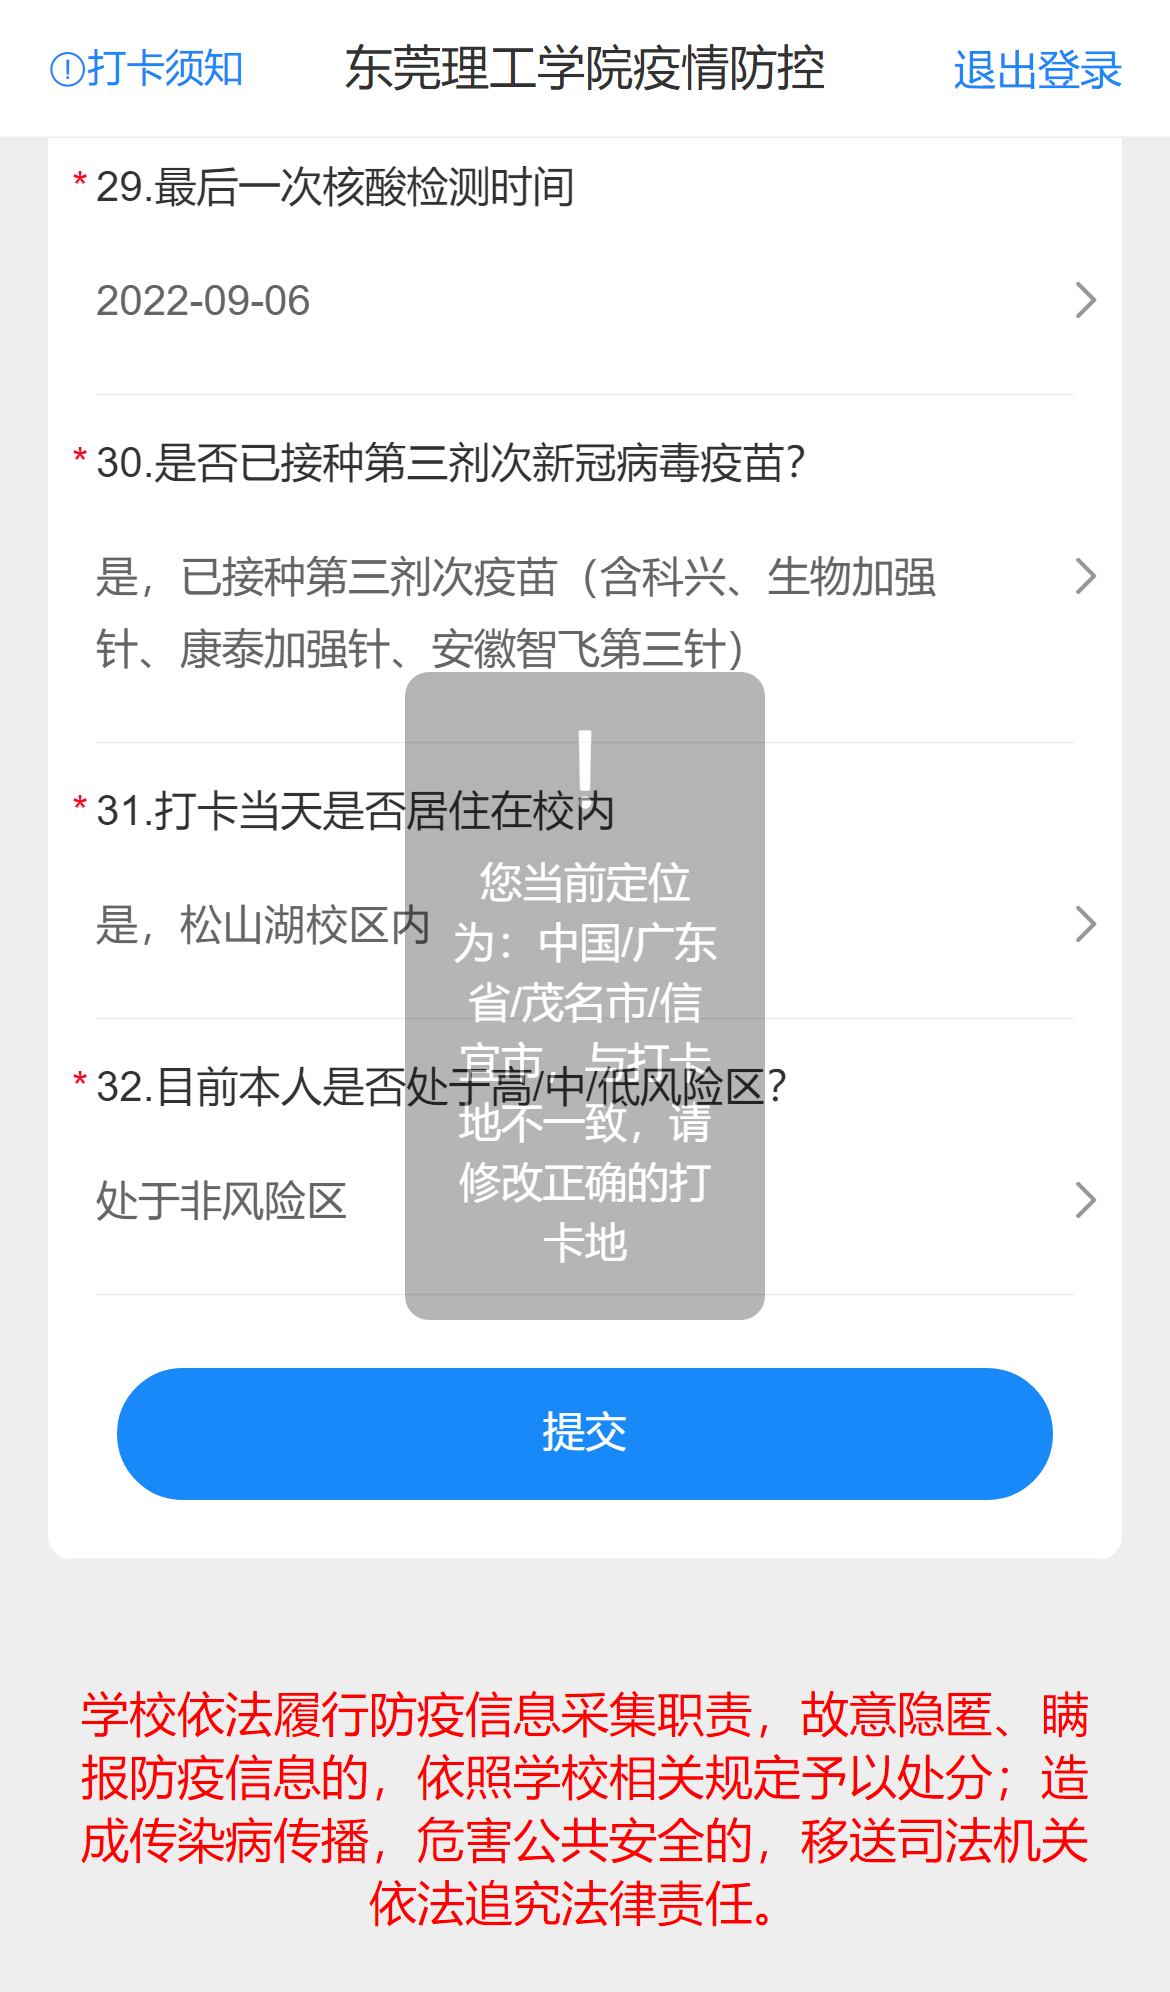 打卡须知
东莞理工学院疫情防控
退出登录
* 29.最后一次核酸检测时间
2022-09-06
* 30.是否已接种第三剂次新冠病毒疫苗?
是，已接种第三剂次疫苗（含科兴、生物加强
针、康泰加强针、安徽智飞第三针）
* 31.打卡当天是否居住在校内
是，松山湖校区内
* 32.目前本人是否处于高/中/低风险区?
处于非风险区
!
您当前定位
为：中国/广东
省/茂名市/信
宜市，与打卡
地不一致，请
修改正确的打
卡地
提交
学校依法履行防疫信息采集职责，故意隐匿、瞒
报防疫信息的，依照学校相关规定予以处分；造
成传染病传播，危害公共安全的，移送司法机关
依法追究法律责任。